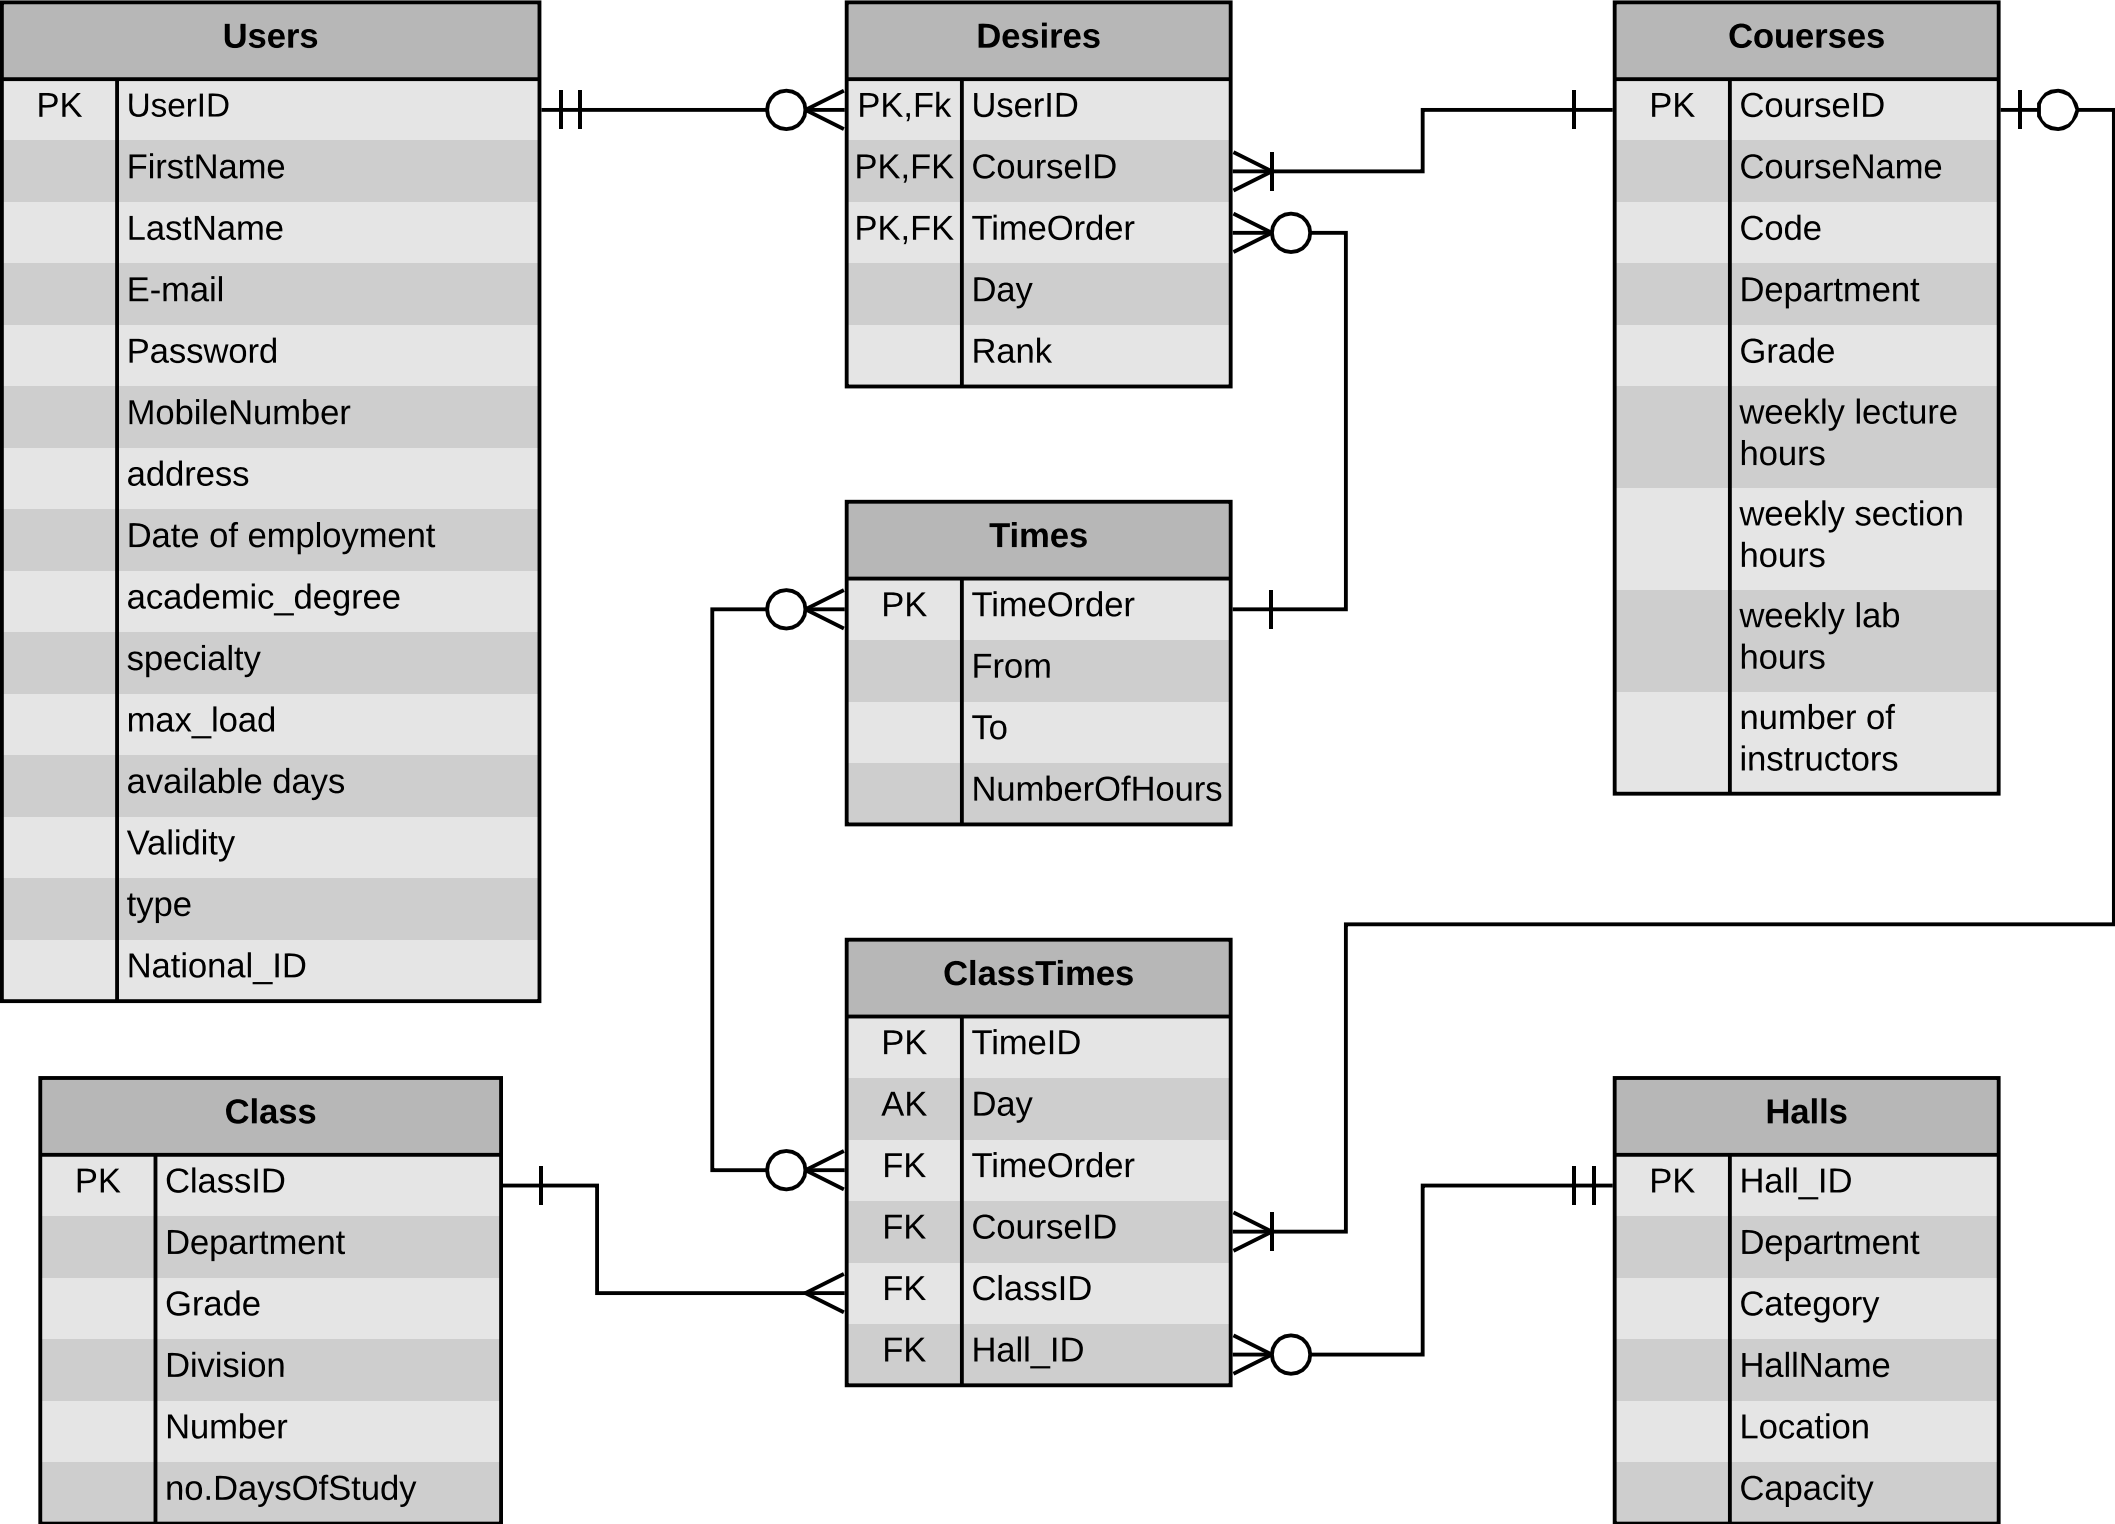 Users
PK UserID
FirstName
LastName
E-mail
Password
MobileNumber
address
Date of employment
academic_degree
specialty
max_load
available days
Validity
type
National_ID
Desires
PK,Fk UserID
PK,FK CourseID
PK,FK TimeOrder
Day
Rank
Couerses
PK CourseID
CourseName
Code
Department
Grade
weekly lecture
hours
weekly section
hours
weekly lab
hours
number of
instructors
Times
PK TimeOrder
From
To
NumberOfHours
ClassTimes
PK TimeID
AK Day
FK TimeOrder
FK CourseID
FK ClassID
FK Hall_ID
Class
PK ClassID
Department
Grade
Division
Number
no.DaysOfStudy
Halls
PK Hall_ID
Department
Category
HallName
Location
Capacity